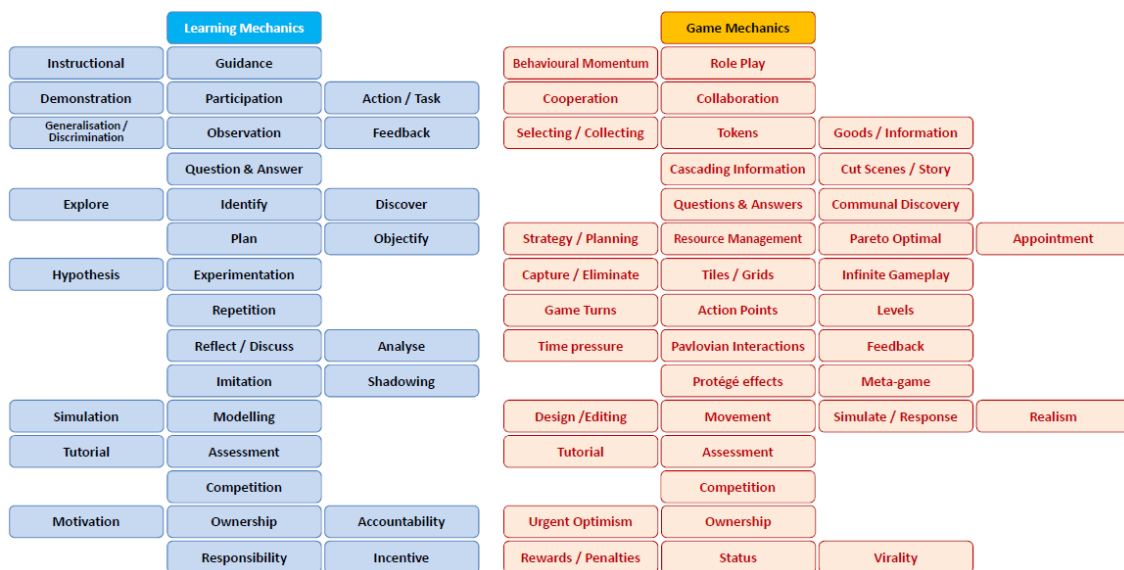 Learning Mechanics Game Mechanics
Instructional Guidance Behavioural Momentum Role Play
Demonstration Participation Action / Task Cooperation Collaboration
Generalisation /
Discrimination Observation Feedback Selecting / Collecting Tokens Goods / Information
Question & Answer Cascading Information Cut Scenes / Story
Explore Identify Discover Questions & Answers Communal Discovery
Plan Objectify Strategy / Planning Resource Management Pareto Optimal Appointment
Hypothesis Experimentation Capture / Eliminate Tiles / Grids Infinite Gameplay
Repetition Game Turns Action Points Levels
Reflect / Discuss Analyse Time pressure Pavlovian Interactions Feedback
Imitation Shadowing Protégé effects Meta-game
Simulation Modelling Design /Editing Movement Simulate / Response Realism
Tutorial Assessment Tutorial Assessment
Competition Competition
Motivation Ownership Accountability Urgent Optimism Ownership
Responsibility Incentive Rewards / Penalties Status Virality